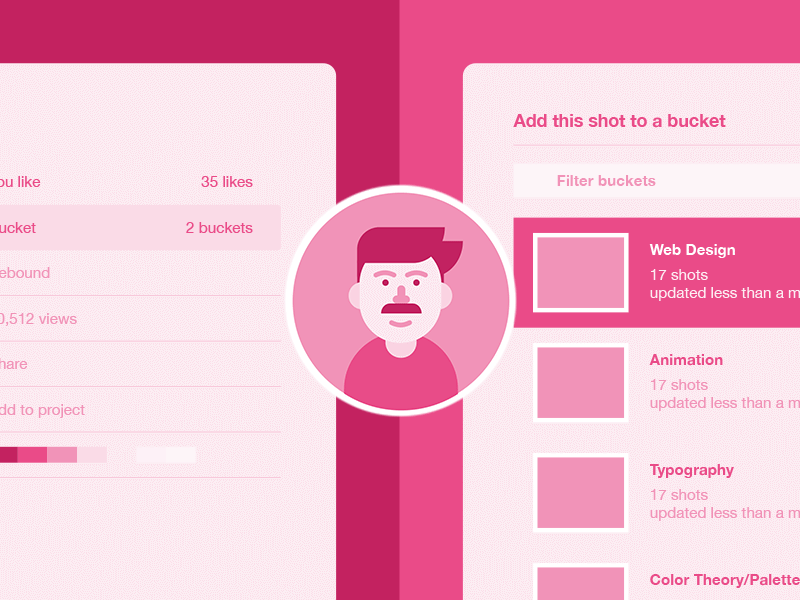 ou like 35 likes
ucket 2 buckets
ebound
0,512 views
hare
dd to project
Add this shot to a bucket
Filter buckets
Web Design
17 shots
updated less than a m
Animation
17 shots
updated less than a m
Typography
17 shots
updated less than a m
Color Theory/Palette